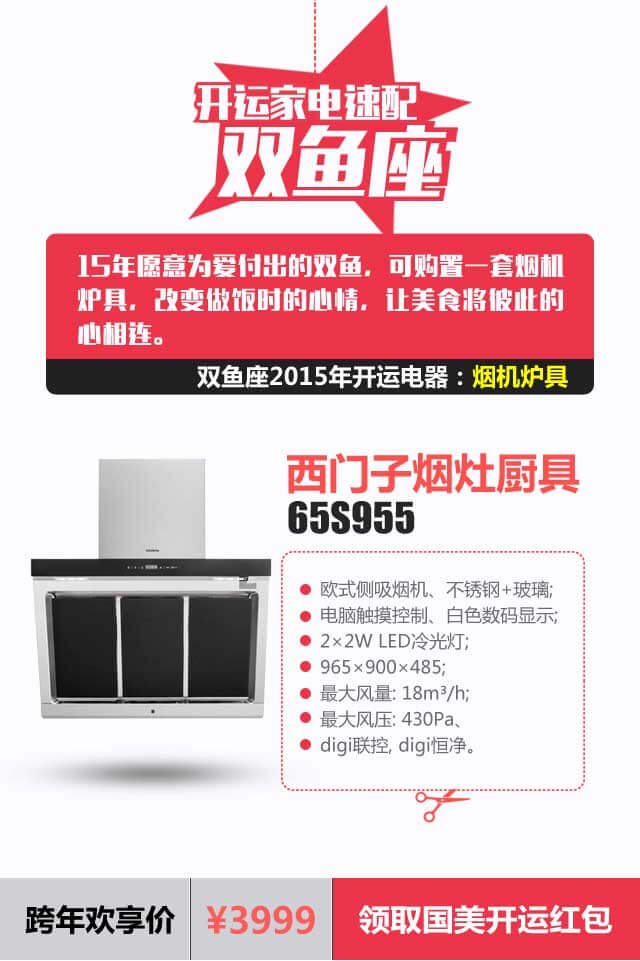 开运家电速配
双鱼座
15年愿意为爱付出的双鱼，可购置一套烟机
炉具，改变做饭时的心情，让美食将彼此的
心相连。
双鱼座2015年开运电器：烟机炉具
西门子烟灶厨具
65S955
欧式侧吸烟机、不锈钢+玻璃;
电脑触摸控制、白色数码显示;
2×2W LED冷光灯;
965×900×485;
最大风量: 18m³/h;
最大风压: 430Pa、
digi联控, digi恒净。
跨年欢享价
¥3999
领取国美开运红包